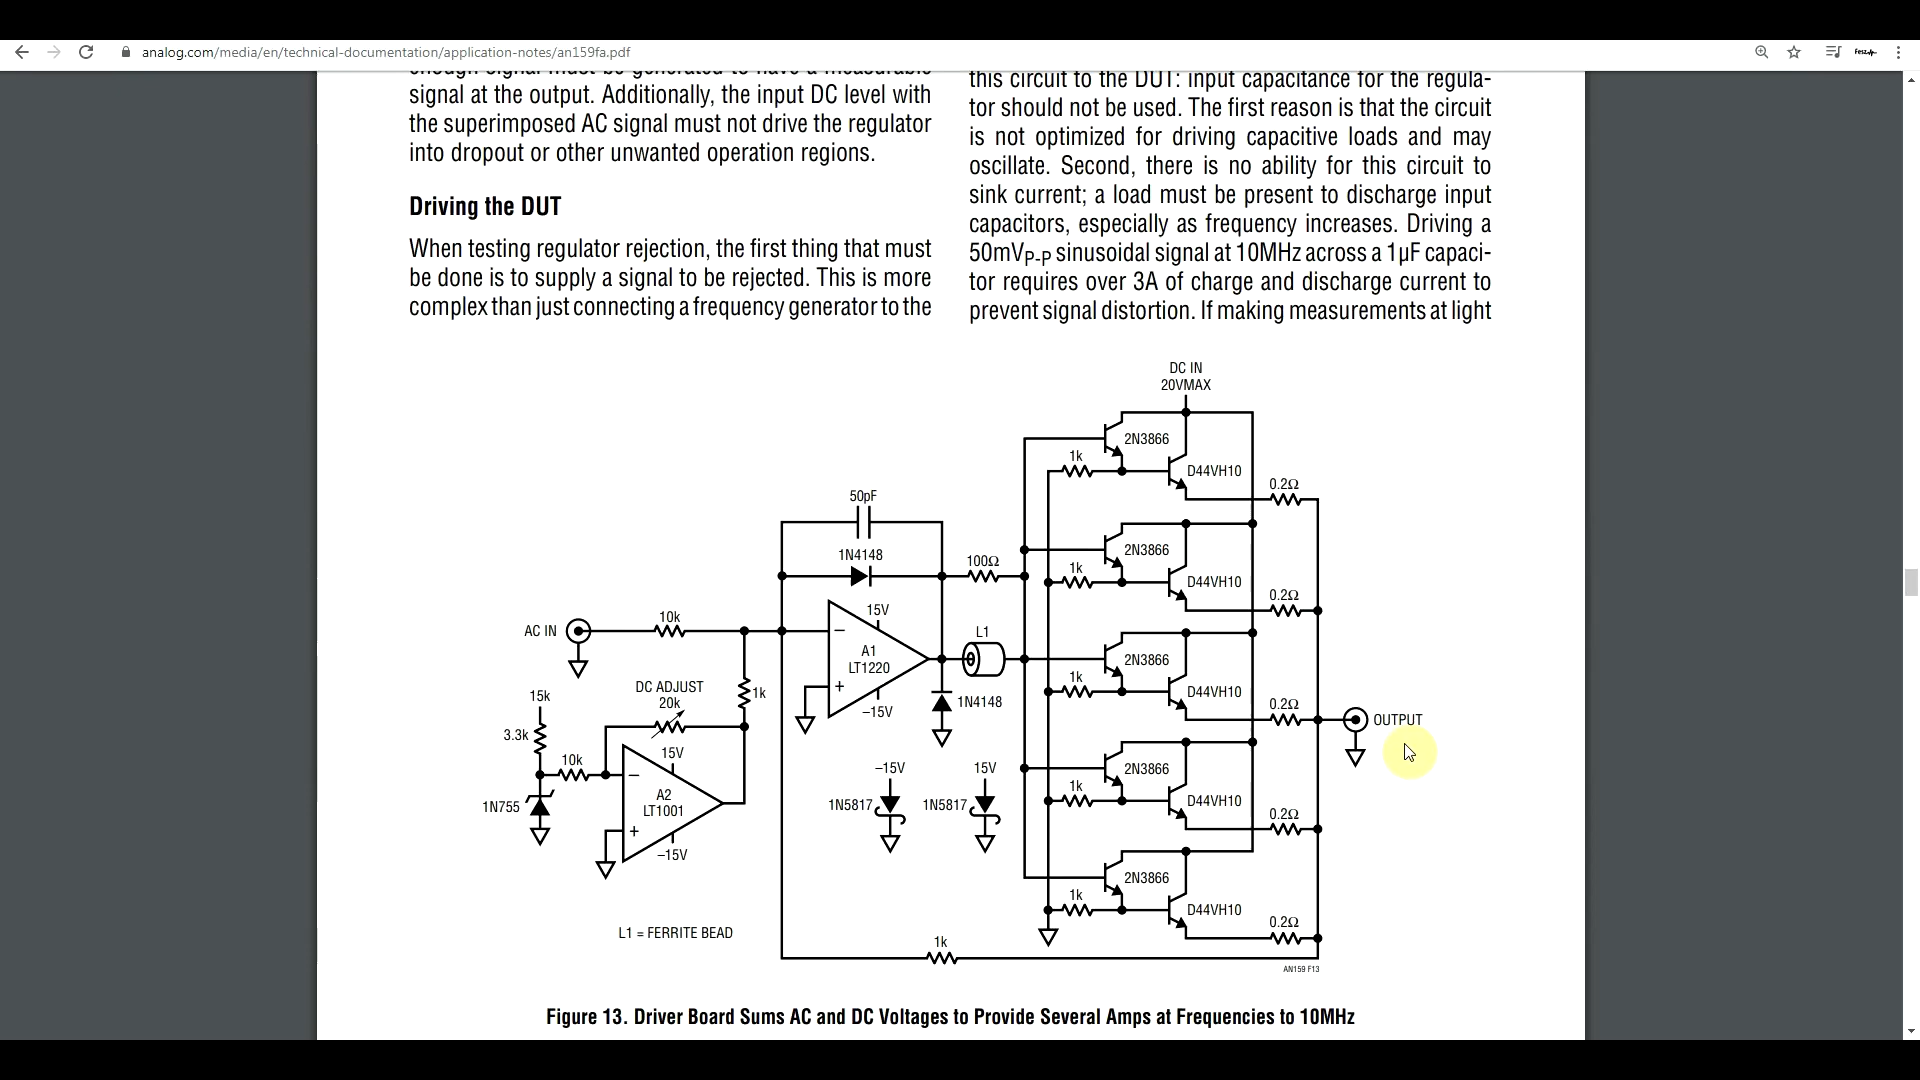 analog.com/media/en/technical-documentation/application-notes/an159fa.pdf
signal at the output. Additionally, the input DC level with
the superimposed AC signal must not drive the regulator
into dropout or other unwanted operation regions.
Driving the DUT
When testing regulator rejection, the first thing that must
be done is to supply a signal to be rejected. This is more
complex than just connecting a frequency generator to the
this circuit to the DUT: input capacitance for the regula-
tor should not be used. The first reason is that the circuit
is not optimized for driving capacitive loads and may
oscillate. Second, there is no ability for this circuit to
sink current; a load must be present to discharge input
capacitors, especially as frequency increases. Driving a
50mVP-P sinusoidal signal at 10MHz across a 1µF capaci-
tor requires over 3A of charge and discharge current to
prevent signal distortion. If making measurements at light
DC IN
20VMAX
2N3866
1k
D44VH10
0.2Ω
50pF
2N3866
1N4148
100Ω
1k
D44VH10
0.2Ω
15V
10k
AC IN
L1
A1
LT1220
2N3866
1k
D44VH10
DC ADJUST
20k
1k
15k
1N4148
–15V
0.2Ω
OUTPUT
3.3k
15V
10k
–15V
15V
2N3866
1k
A2
LT1001
1N755
1N5817
1N5817
D44VH10
0.2Ω
–15V
2N3866
1k
D44VH10
0.2Ω
L1 = FERRITE BEAD
1k
AN159 F13
Figure 13. Driver Board Sums AC and DC Voltages to Provide Several Amps at Frequencies to 10MHz